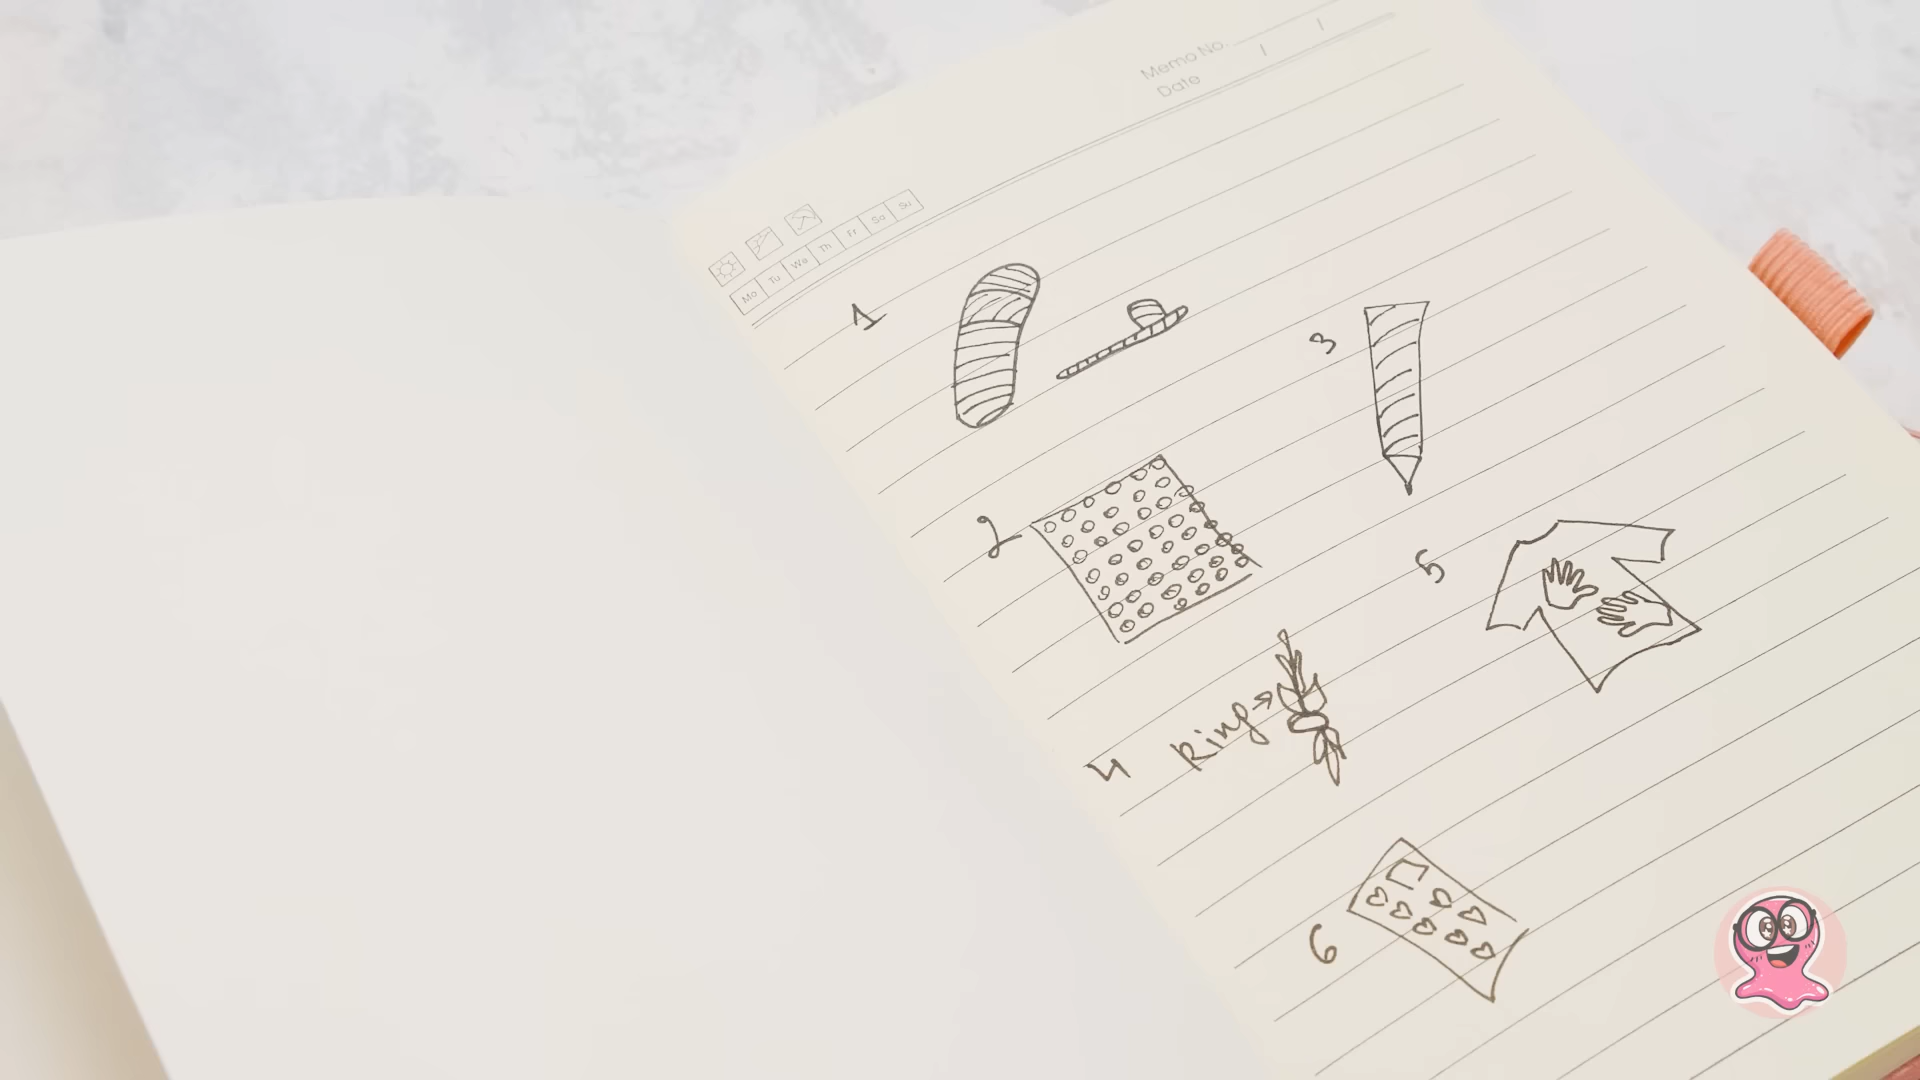 Memo No.
Date / /
Mo Tu We Th Fr Sa Su
1
3
2
5
4 Ring →
6